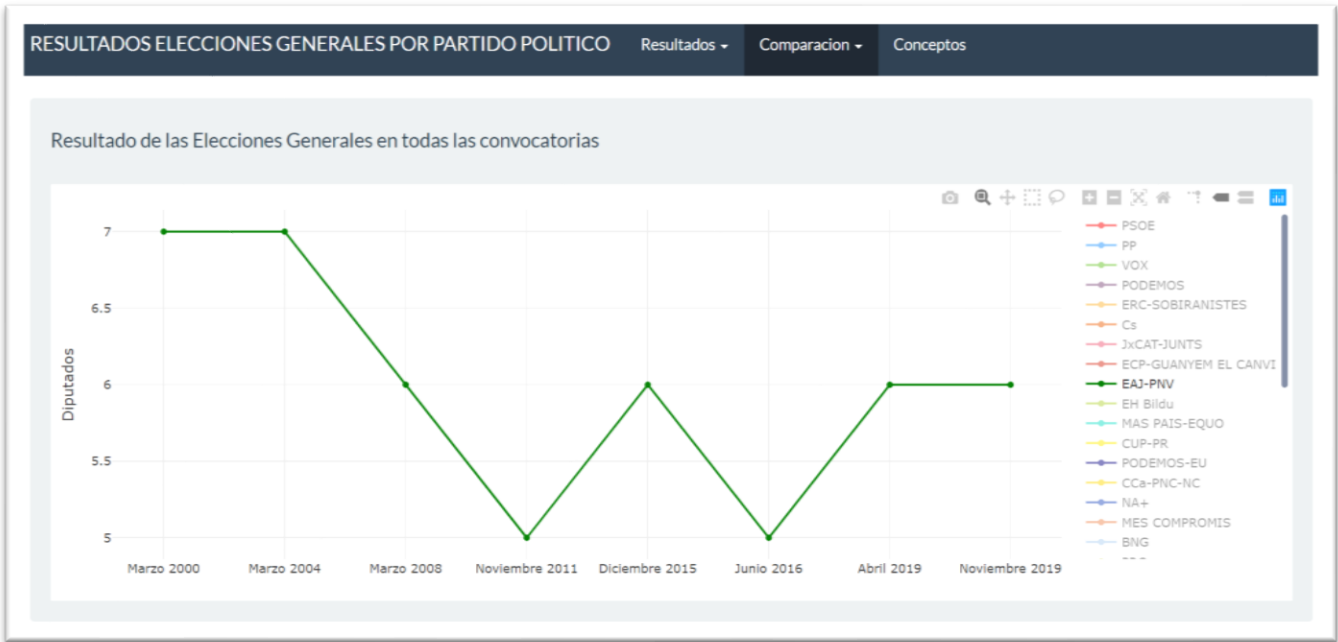 RESULTADOS ELECCIONES GENERALES POR PARTIDO POLITICO Resultados Comparacion Conceptos
Resultado de las Elecciones Generales en todas las convocatorias
Diputados
7
6.5
6
5.5
5
Marzo 2000 Marzo 2004 Marzo 2008 Noviembre 2011 Diciembre 2015 Junio 2016 Abril 2019 Noviembre 2019
PSOE
PP
VOX
PODEMOS
ERC-SOBIRANISTES
Cs
JxCAT-JUNTS
ECP-GUANYEM EL CANVI
EAJ-PNV
EH Bildu
MAS PAIS-EQUO
CUP-PR
PODEMOS-EU
CCa-PNC-NC
NA+
MES COMPROMIS
BNG